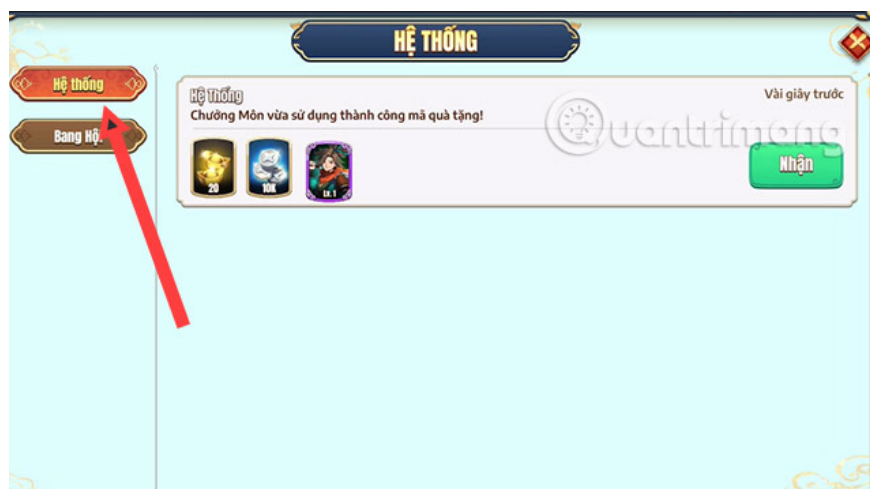 HỆ THỐNG
Hệ thống
Bang Hộ
Hệ Thống
Vài giây trước
Chưởng Môn vừa sử dụng thành công mã quà tặng!
Quantrimang
20
10K
Lv. 1
Nhận